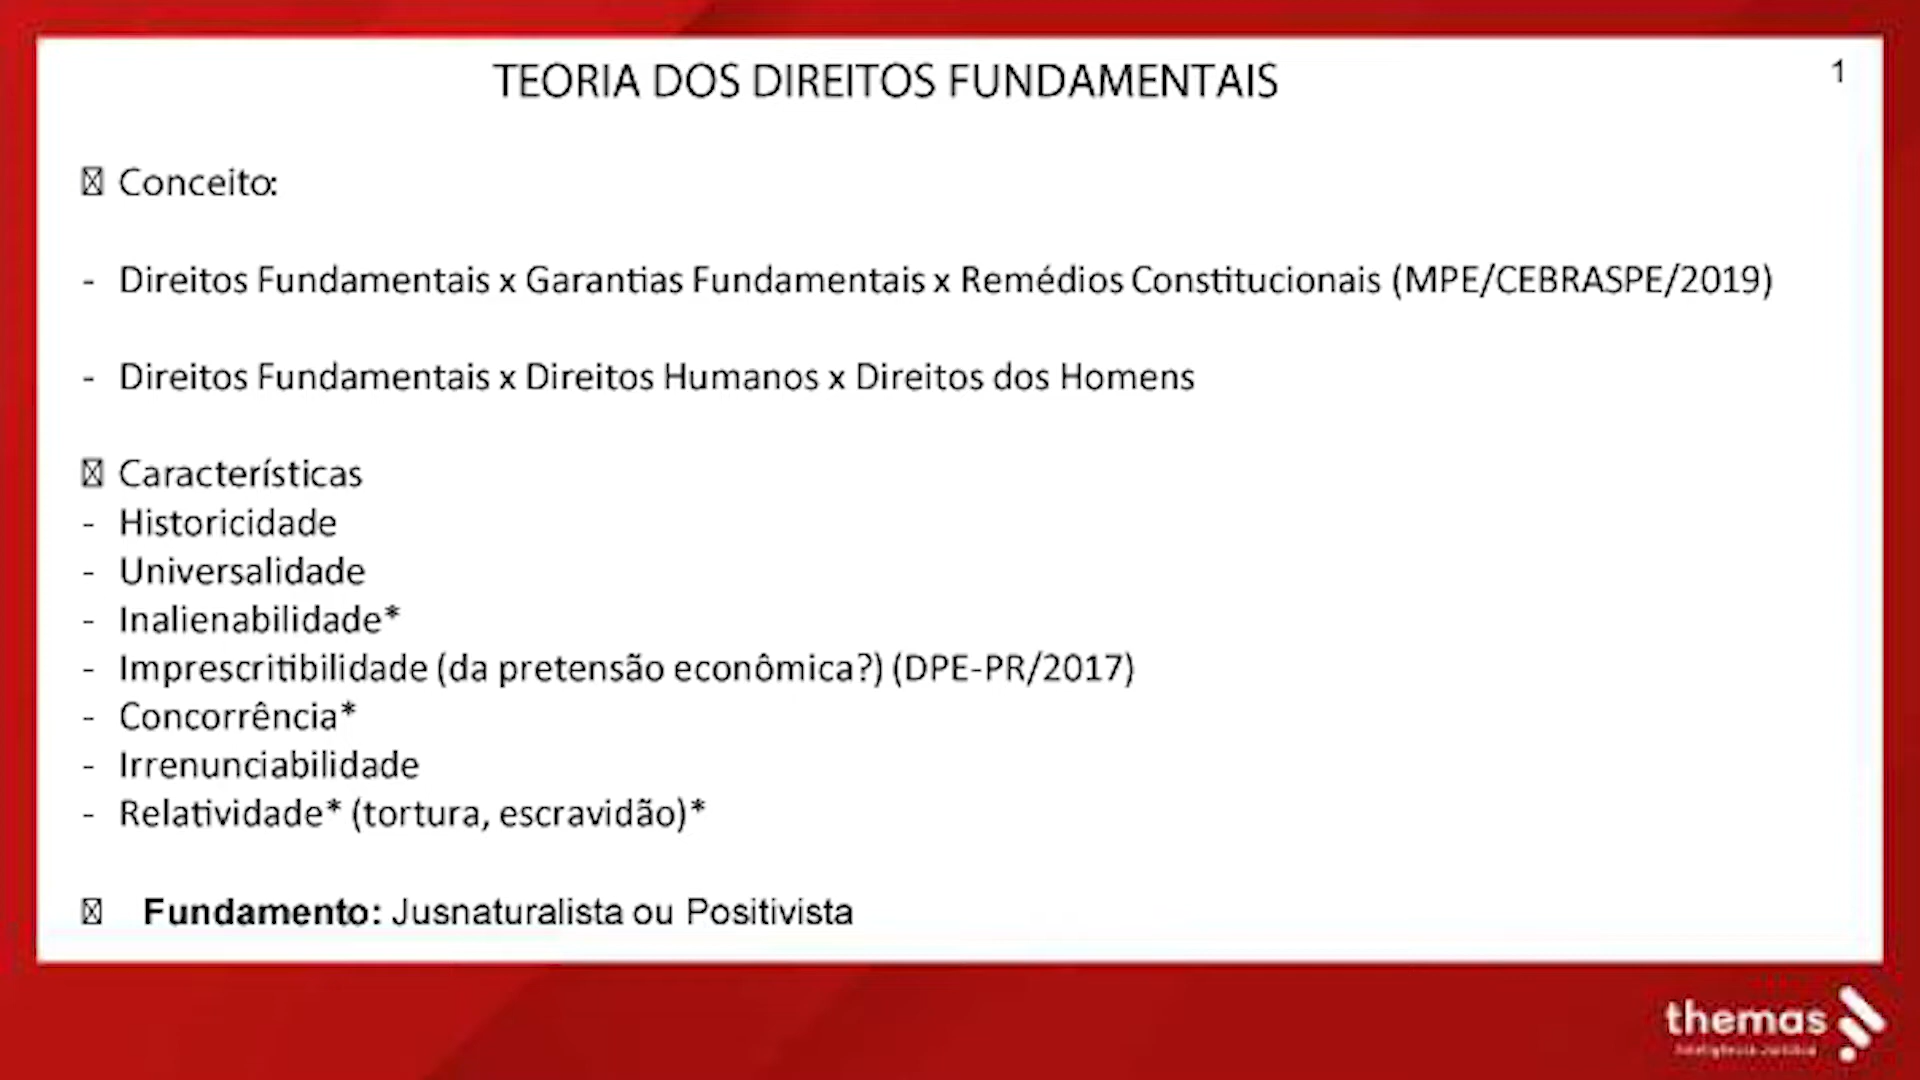 TEORIA DOS DIREITOS FUNDAMENTAIS
1
Conceito:
- Direitos Fundamentais x Garantias Fundamentais x Remédios Constitucionais (MPE/CEBRASPE/2019)
- Direitos Fundamentais x Direitos Humanos x Direitos dos Homens
Características
- Historicidade
- Universalidade
- Inalienabilidade*
- Imprescritibilidade (da pretensão econômica?) (DPE-PR/2017)
- Concorrência*
- Irrenunciabilidade
- Relatividade* (tortura, escravidão)*
Fundamento: Jusnaturalista ou Positivista
themas